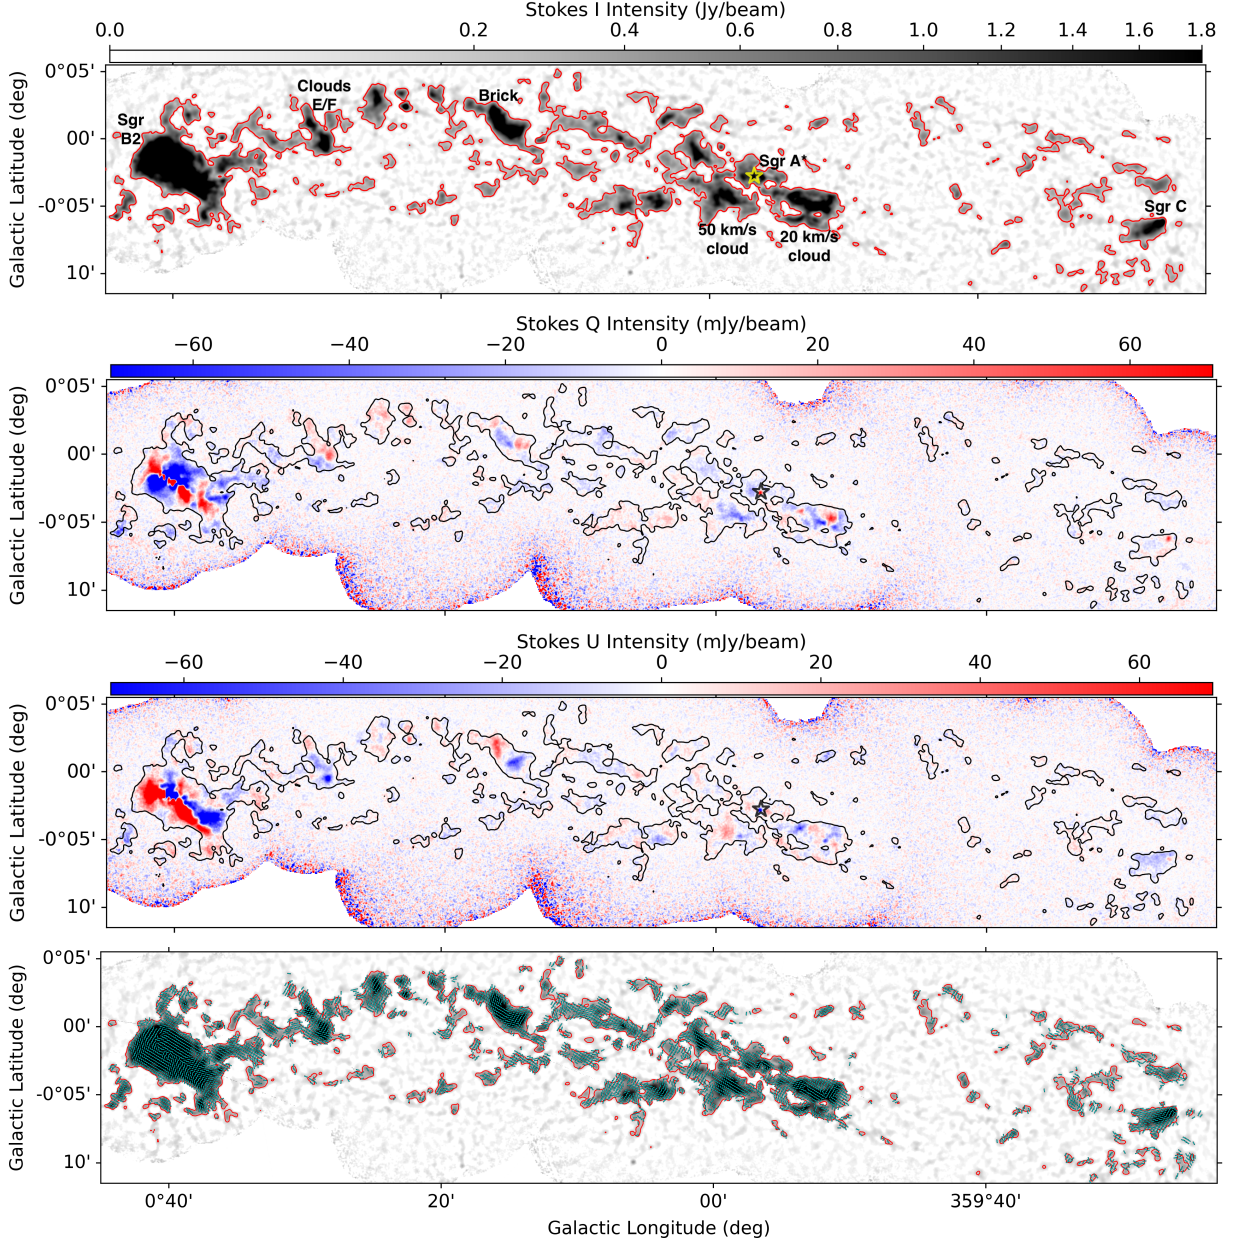 Stokes I Intensity (Jy/beam)
0.0 0.2 0.4 0.6 0.8 1.0 1.2 1.4 1.6 1.8
Galactic Latitude (deg)
0°05'
00'
-0°05'
10'
Sgr
B2
Clouds
E/F
Brick
Sgr A*
50 km/s
cloud
20 km/s
cloud
Sgr C
Stokes Q Intensity (mJy/beam)
−60 −40 −20 0 20 40 60
Galactic Latitude (deg)
0°05'
00'
-0°05'
10'
Stokes U Intensity (mJy/beam)
−60 −40 −20 0 20 40 60
Galactic Latitude (deg)
0°05'
00'
-0°05'
10'
Galactic Latitude (deg)
0°05'
00'
-0°05'
10'
0°40' 20' 00' 359°40'
Galactic Longitude (deg)